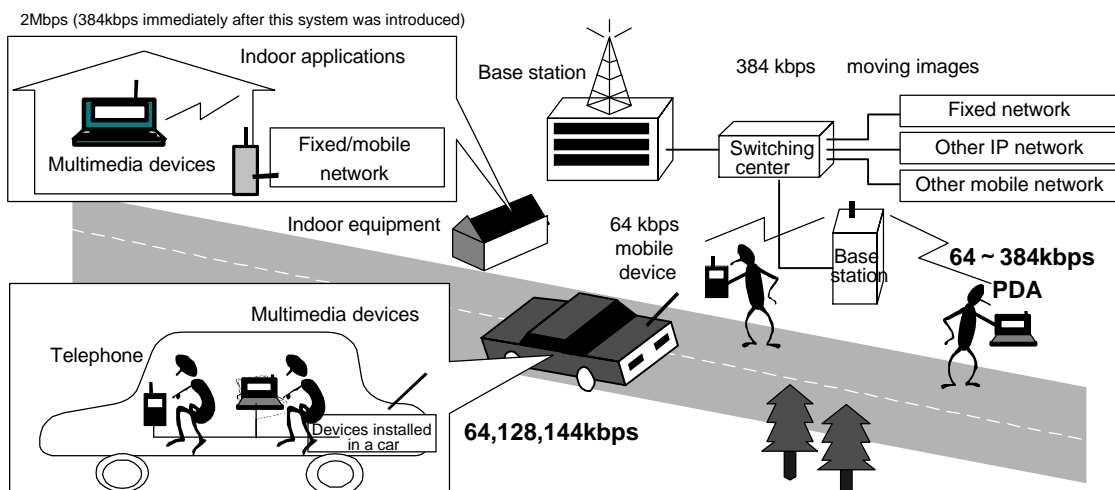 2Mbps (384kbps immediately after this system was introduced)
Indoor applications
Multimedia devices
Fixed/mobile
network
Base station
384 kbps moving images
Switching
center
Fixed network
Other IP network
Other mobile network
Indoor equipment
64 kbps
mobile
device
Base
station
64 ~ 384kbps
PDA
Multimedia devices
Telephone
Devices installed
in a car
64,128,144kbps